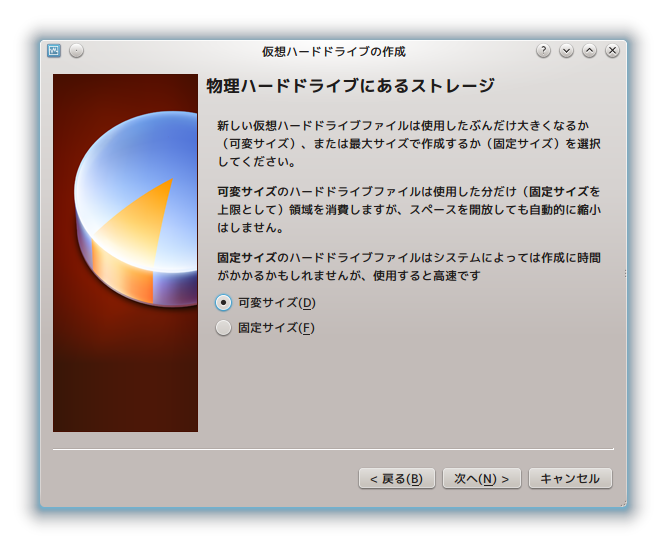 仮想ハードドライブの作成
?
物理ハードドライブにあるストレージ
新しい仮想ハードドライブファイルは使用したぶんだけ大きくなるか
（可変サイズ）、または最大サイズで作成するか（固定サイズ）を選択
してください。
可変サイズのハードドライブファイルは使用した分だけ（固定サイズを
上限として）領域を消費しますが、スペースを開放しても自動的に縮小
はしません。
固定サイズのハードドライブファイルはシステムによっては作成に時間
がかかるかもしれませんが、使用すると高速です
可変サイズ(D)
固定サイズ(F)
< 戻る(B)
次へ(N) >
キャンセル